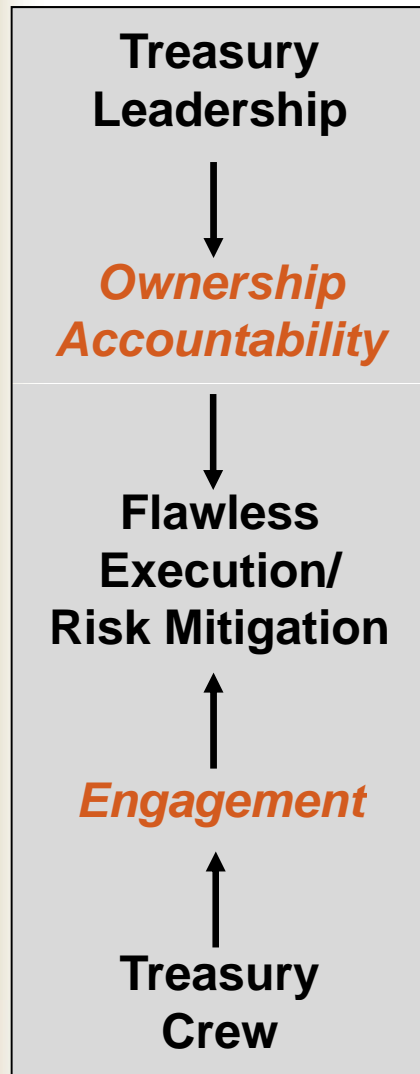 Treasury
Leadership
Ownership
Accountability
Flawless
Execution/
Risk Mitigation
Engagement
Treasury
Crew